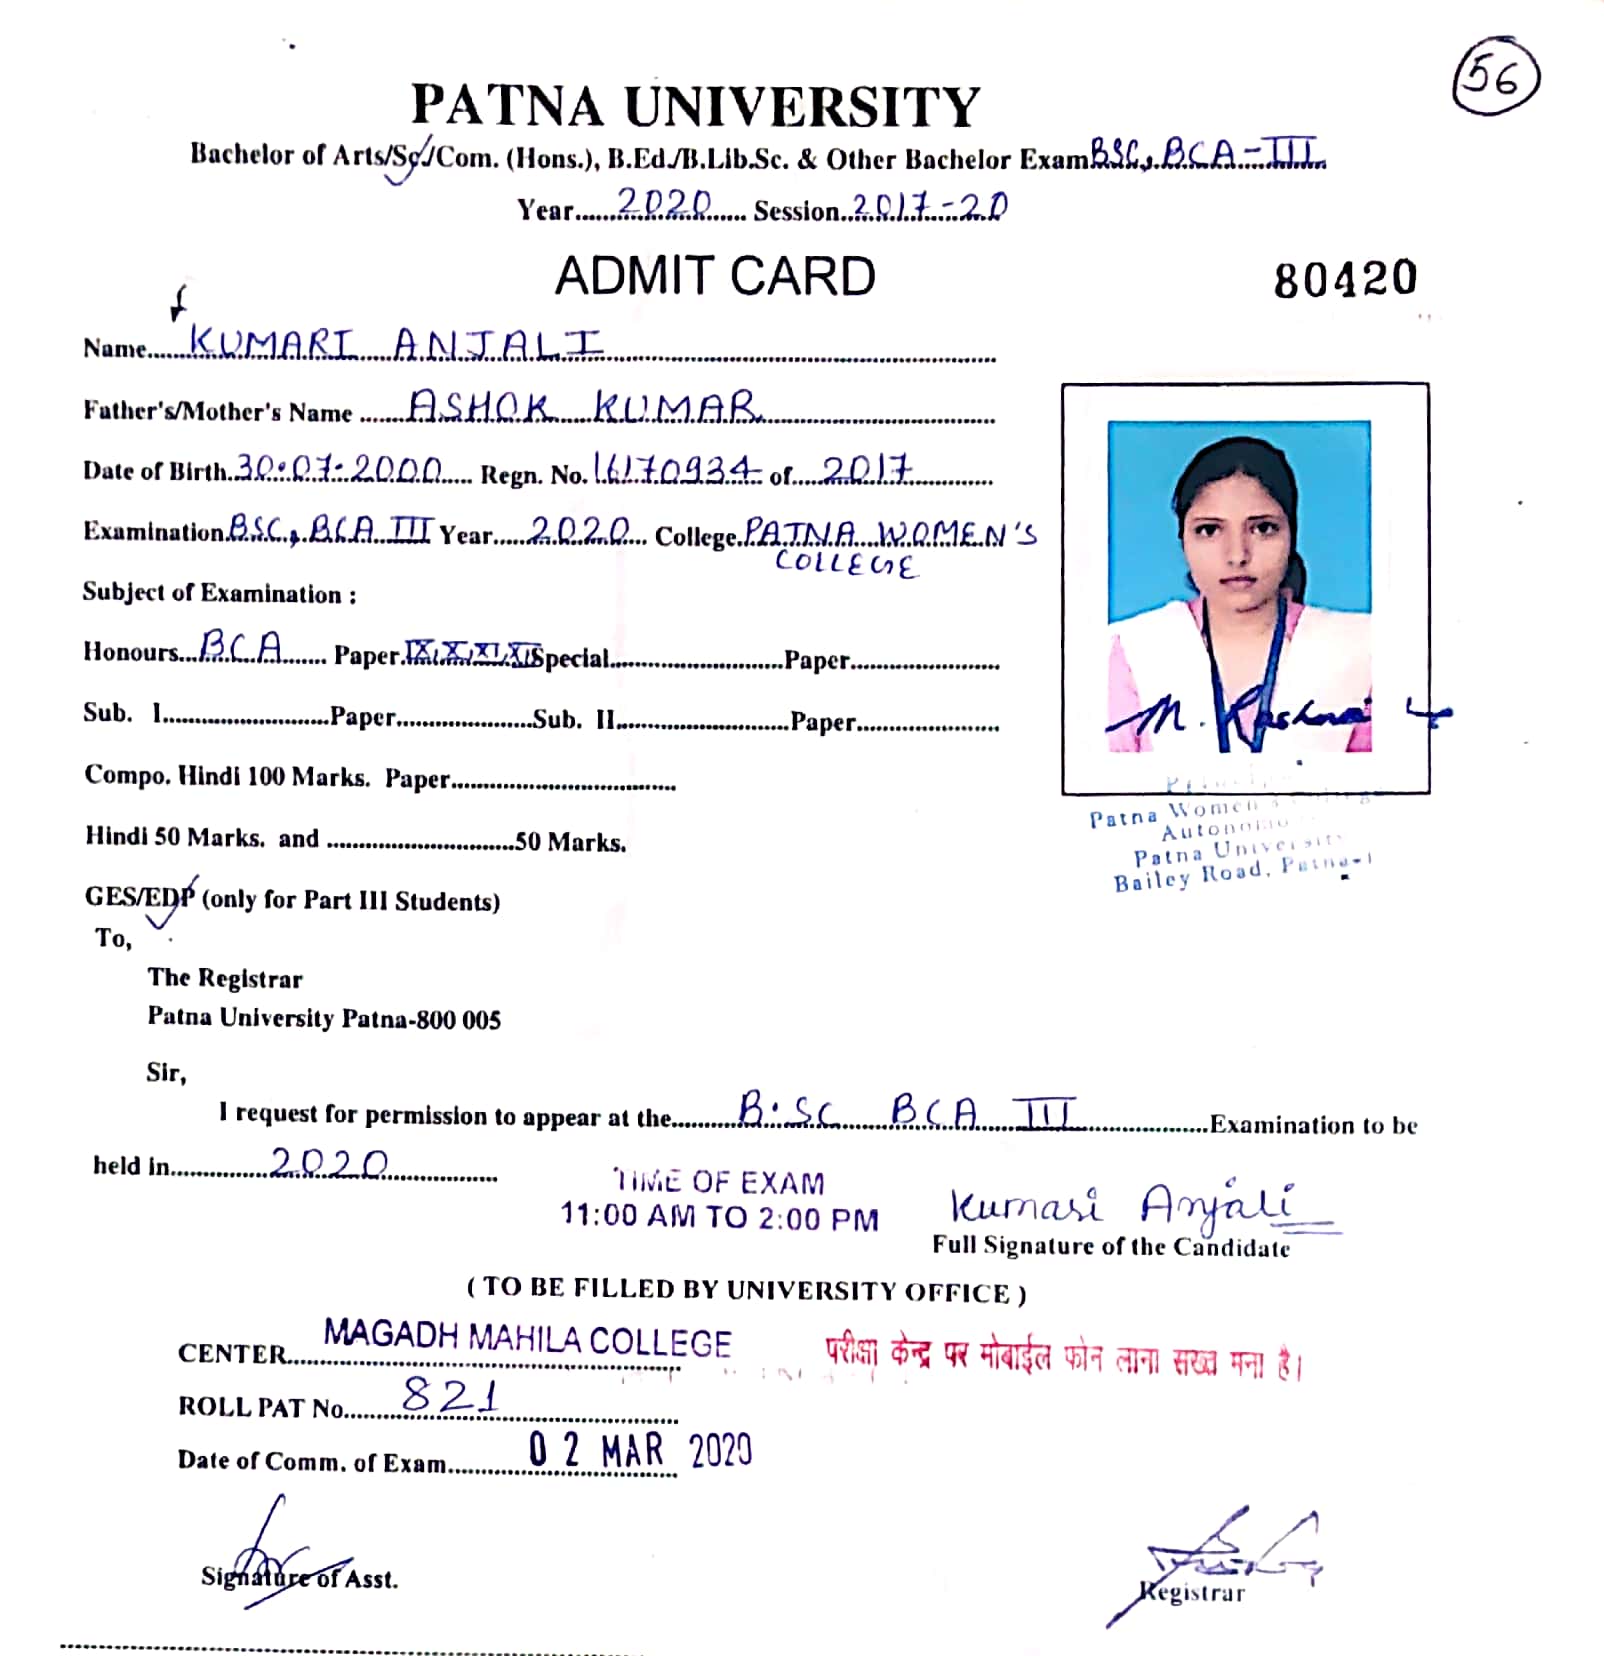 56
PATNA UNIVERSITY
Bachelor of Arts/Sc./Com. (Hons.), B.Ed./B.Lib.Sc. & Other Bachelor Exam BSC, BCA-III
Year......2020...... Session..2017-20
ADMIT CARD
80420
Name......KUMARI ANJALI
Father's/Mother's Name ......ASHOK KUMAR
Date of Birth.30.07.2000..... Regn. No. 16170934 of.....2017
Examination.BSC, BCA III Year.....2020... College.PATNA WOMEN'S
COLLEGE
Subject of Examination :
Honours...BCA....... Paper.IX, X, XI, XII Special..........Paper..........
Sub. I..........Paper..........Sub. II..........Paper..........
Compo. Hindi 100 Marks. Paper..........
Hindi 50 Marks. and ..........50 Marks.
GES/EDP (only for Part III Students)
M.
Patna Women's
Autonomo
Patna University
Bailey Road, Patna-1
To,
The Registrar
Patna University Patna-800 005
Sir,
I request for permission to appear at the..........B.SC BCA III..........Examination to be
held in..........2020..........
TIME OF EXAM
11:00 AM TO 2:00 PM
Kumari Anjali
Full Signature of the Candidate
( TO BE FILLED BY UNIVERSITY OFFICE )
CENTER....MAGADH MAHILA COLLEGE
परीक्षा केन्द्र पर मोबाईल फोन लाना सख्त मना है।
ROLL PAT No.......821
Date of Comm. of Exam..........02 MAR 2020
Signature of Asst.
Registrar